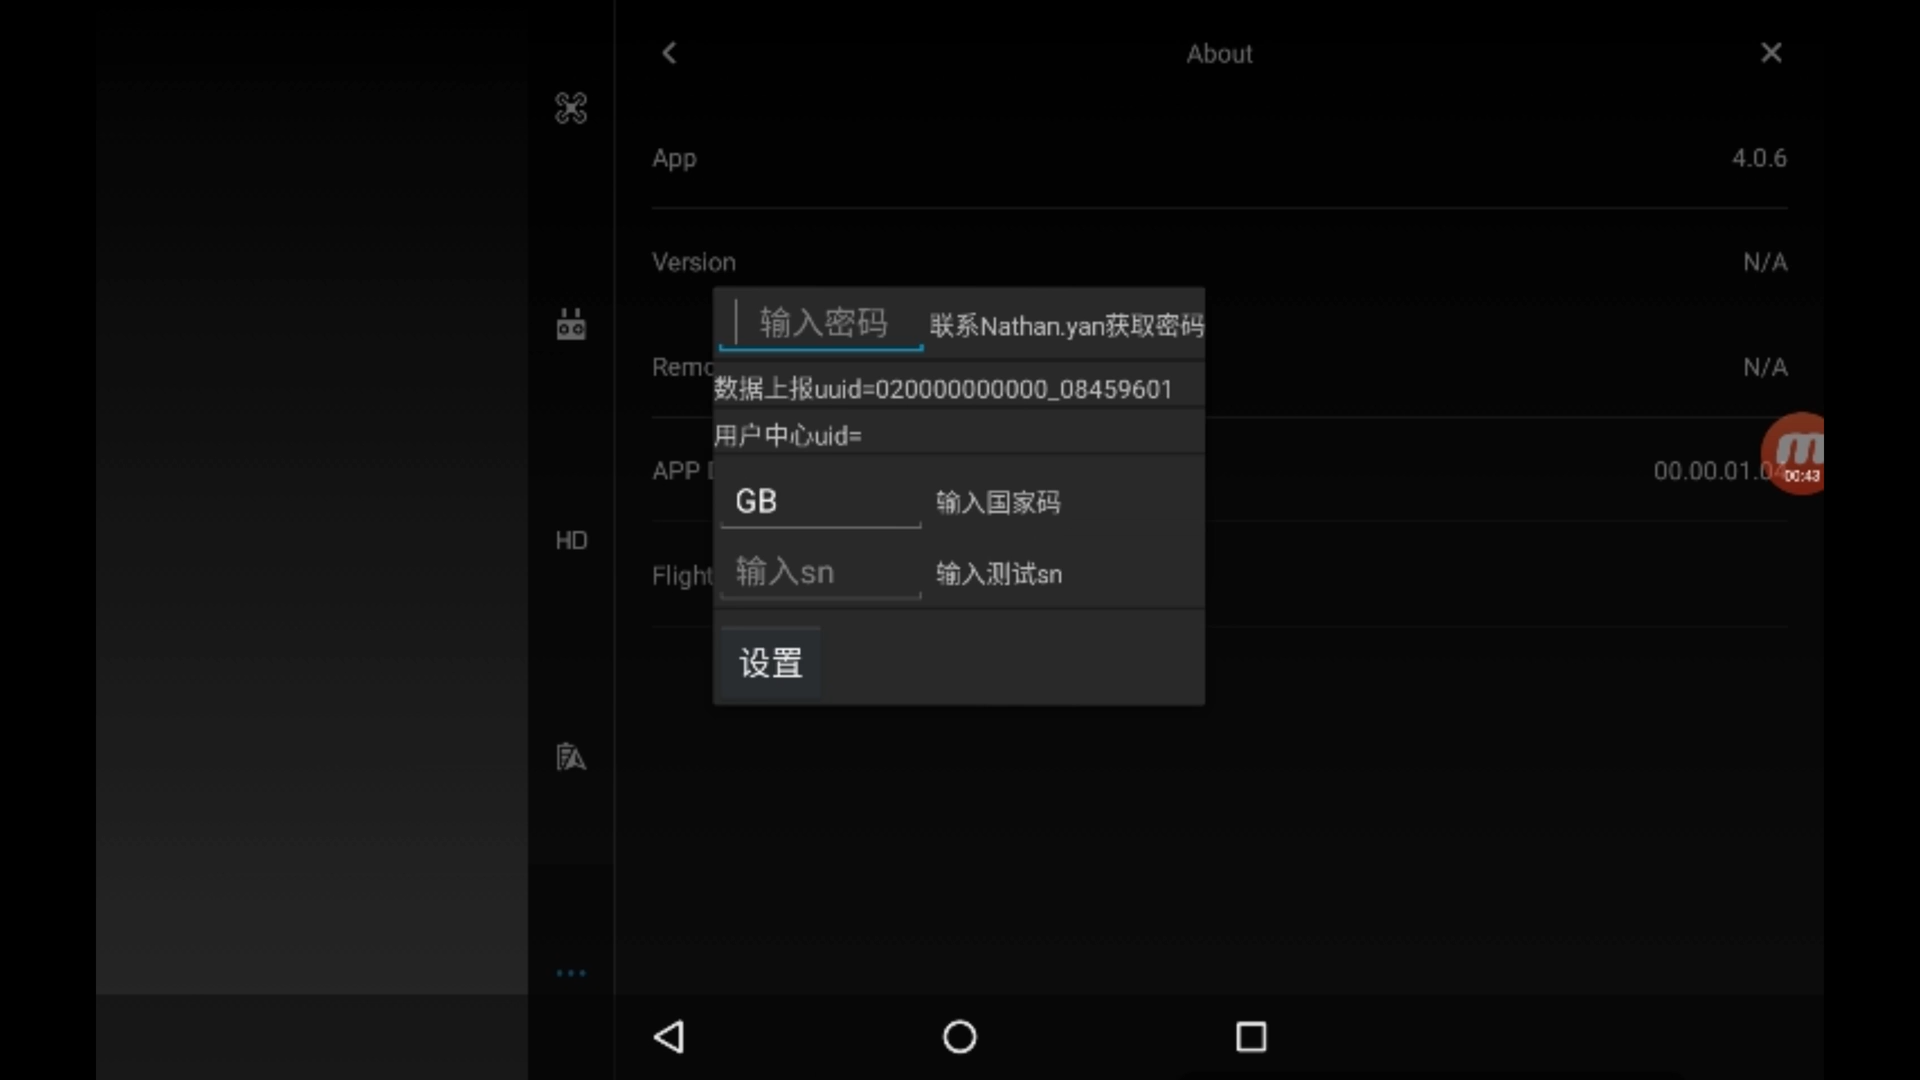 About
App 4.0.6
Version N/A
输入密码 联系Nathan.yan获取密码
Remo N/A
数据上报uuid=020000000000_08459601
用户中心uid=
APP 00.00.01.0
00:43
GB 输入国家码
HD
输入sn 输入测试sn
Flight
设置